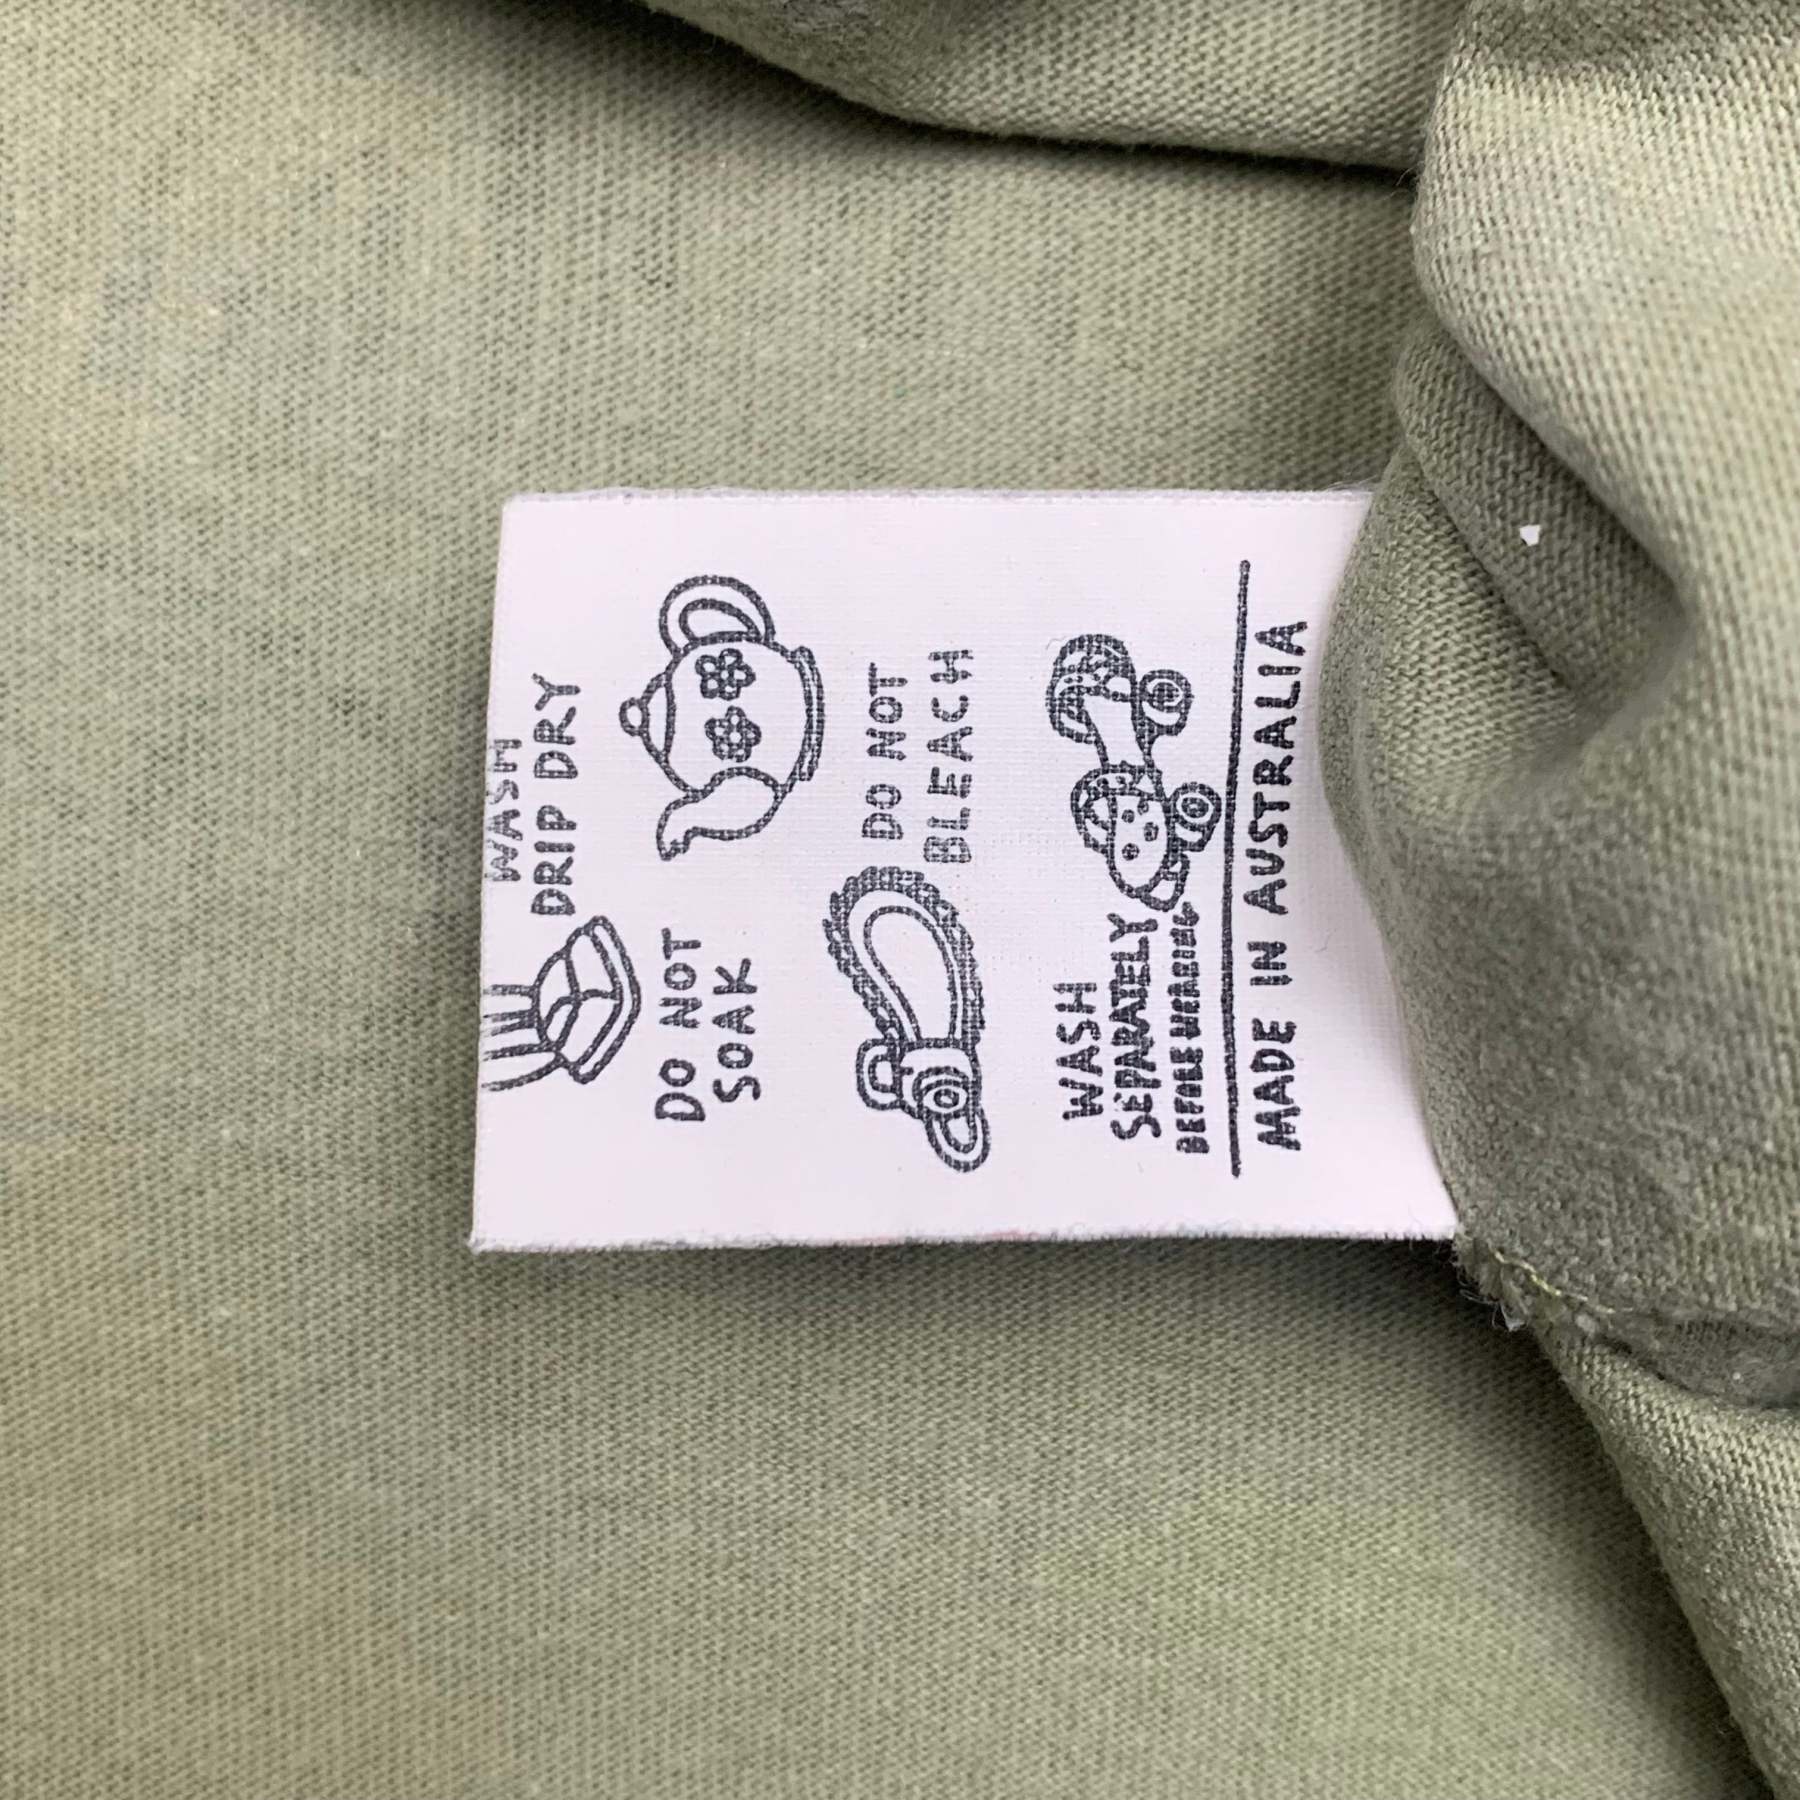 WASH
DRIP DRY
DO NOT
SOAK
DO NOT
BLEACH
WASH
SEPARATELY
BEFORE WEARING
MADE IN AUSTRALIA